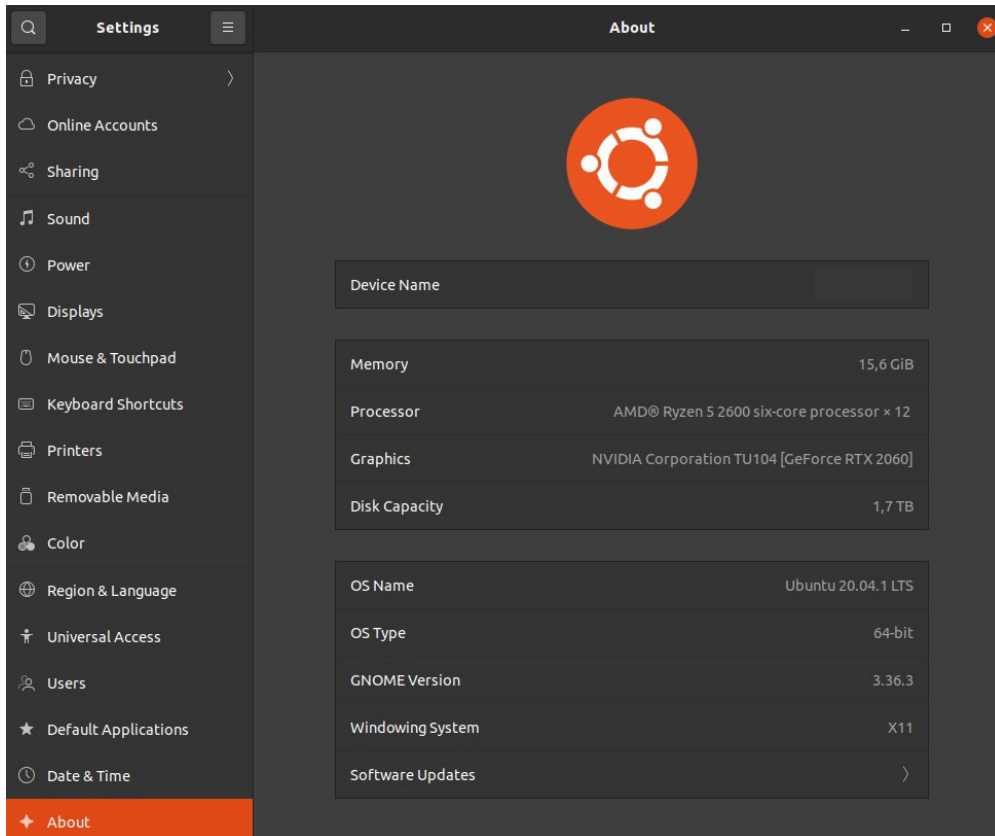 Settings
About
Privacy
Online Accounts
Sharing
Sound
Power
Displays
Mouse & Touchpad
Keyboard Shortcuts
Printers
Removable Media
Color
Region & Language
Universal Access
Users
Default Applications
Date & Time
About
Device Name
Memory 15,6 GiB
Processor AMD® Ryzen 5 2600 six-core processor × 12
Graphics NVIDIA Corporation TU104 [GeForce RTX 2060]
Disk Capacity 1,7 TB
OS Name Ubuntu 20.04.1 LTS
OS Type 64-bit
GNOME Version 3.36.3
Windowing System X11
Software Updates